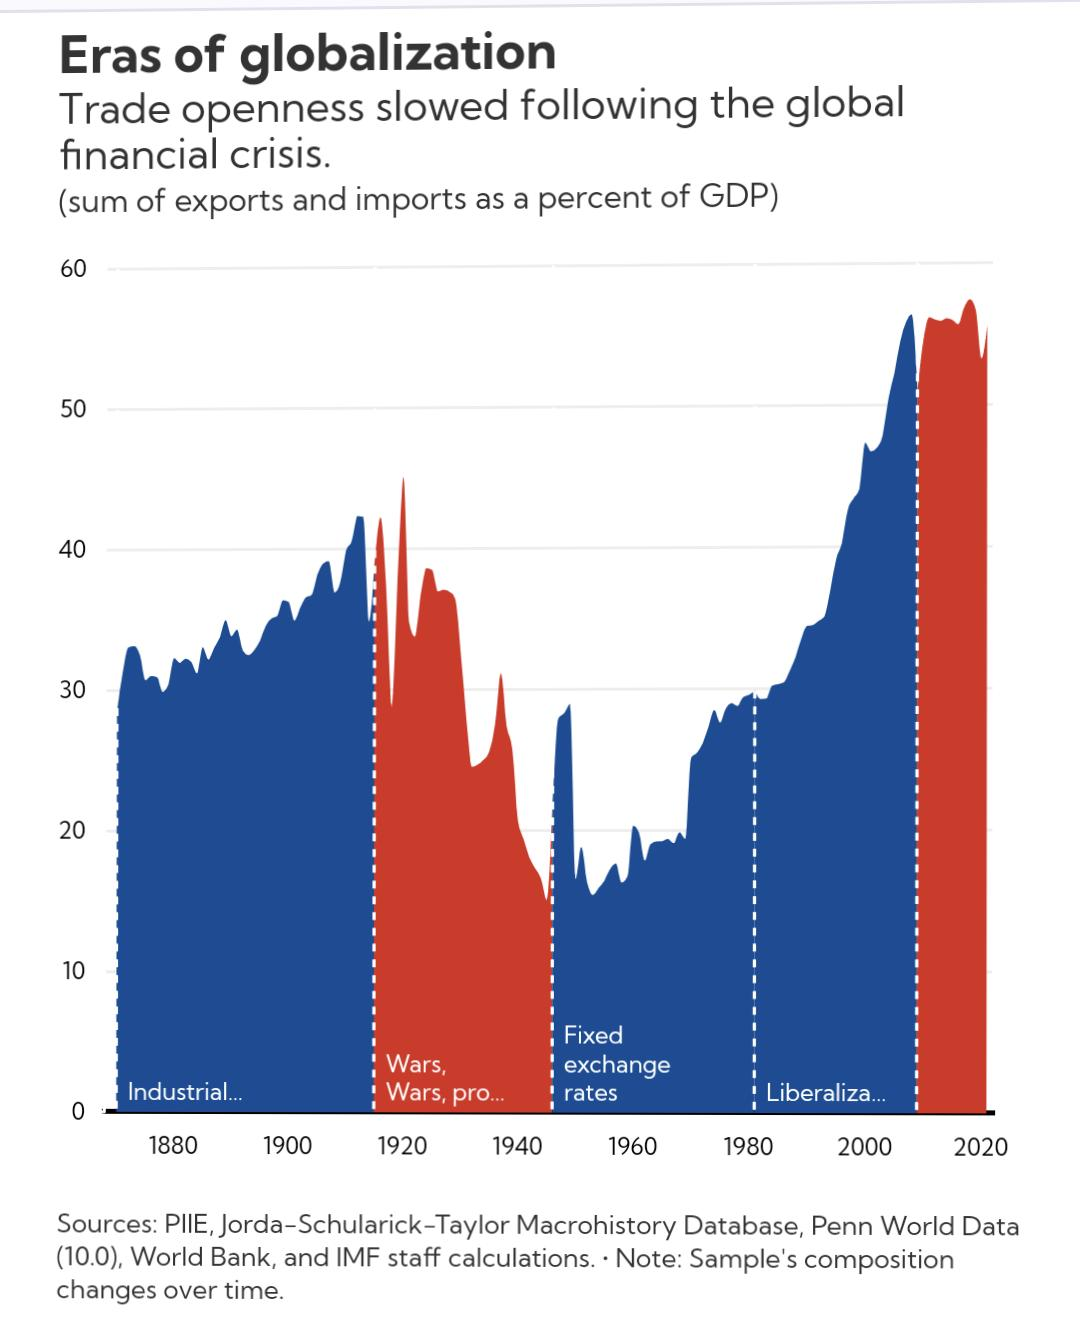 Eras of globalization
Trade openness slowed following the global
financial crisis.
(sum of exports and imports as a percent of GDP)
60
50
40
30
20
10
0
Industrial...
Wars,
Wars, pro...
Fixed
exchange
rates
Liberaliza...
1880 1900 1920 1940 1960 1980 2000 2020
Sources: PIIE, Jorda-Schularick-Taylor Macrohistory Database, Penn World Data
(10.0), World Bank, and IMF staff calculations. • Note: Sample's composition
changes over time.